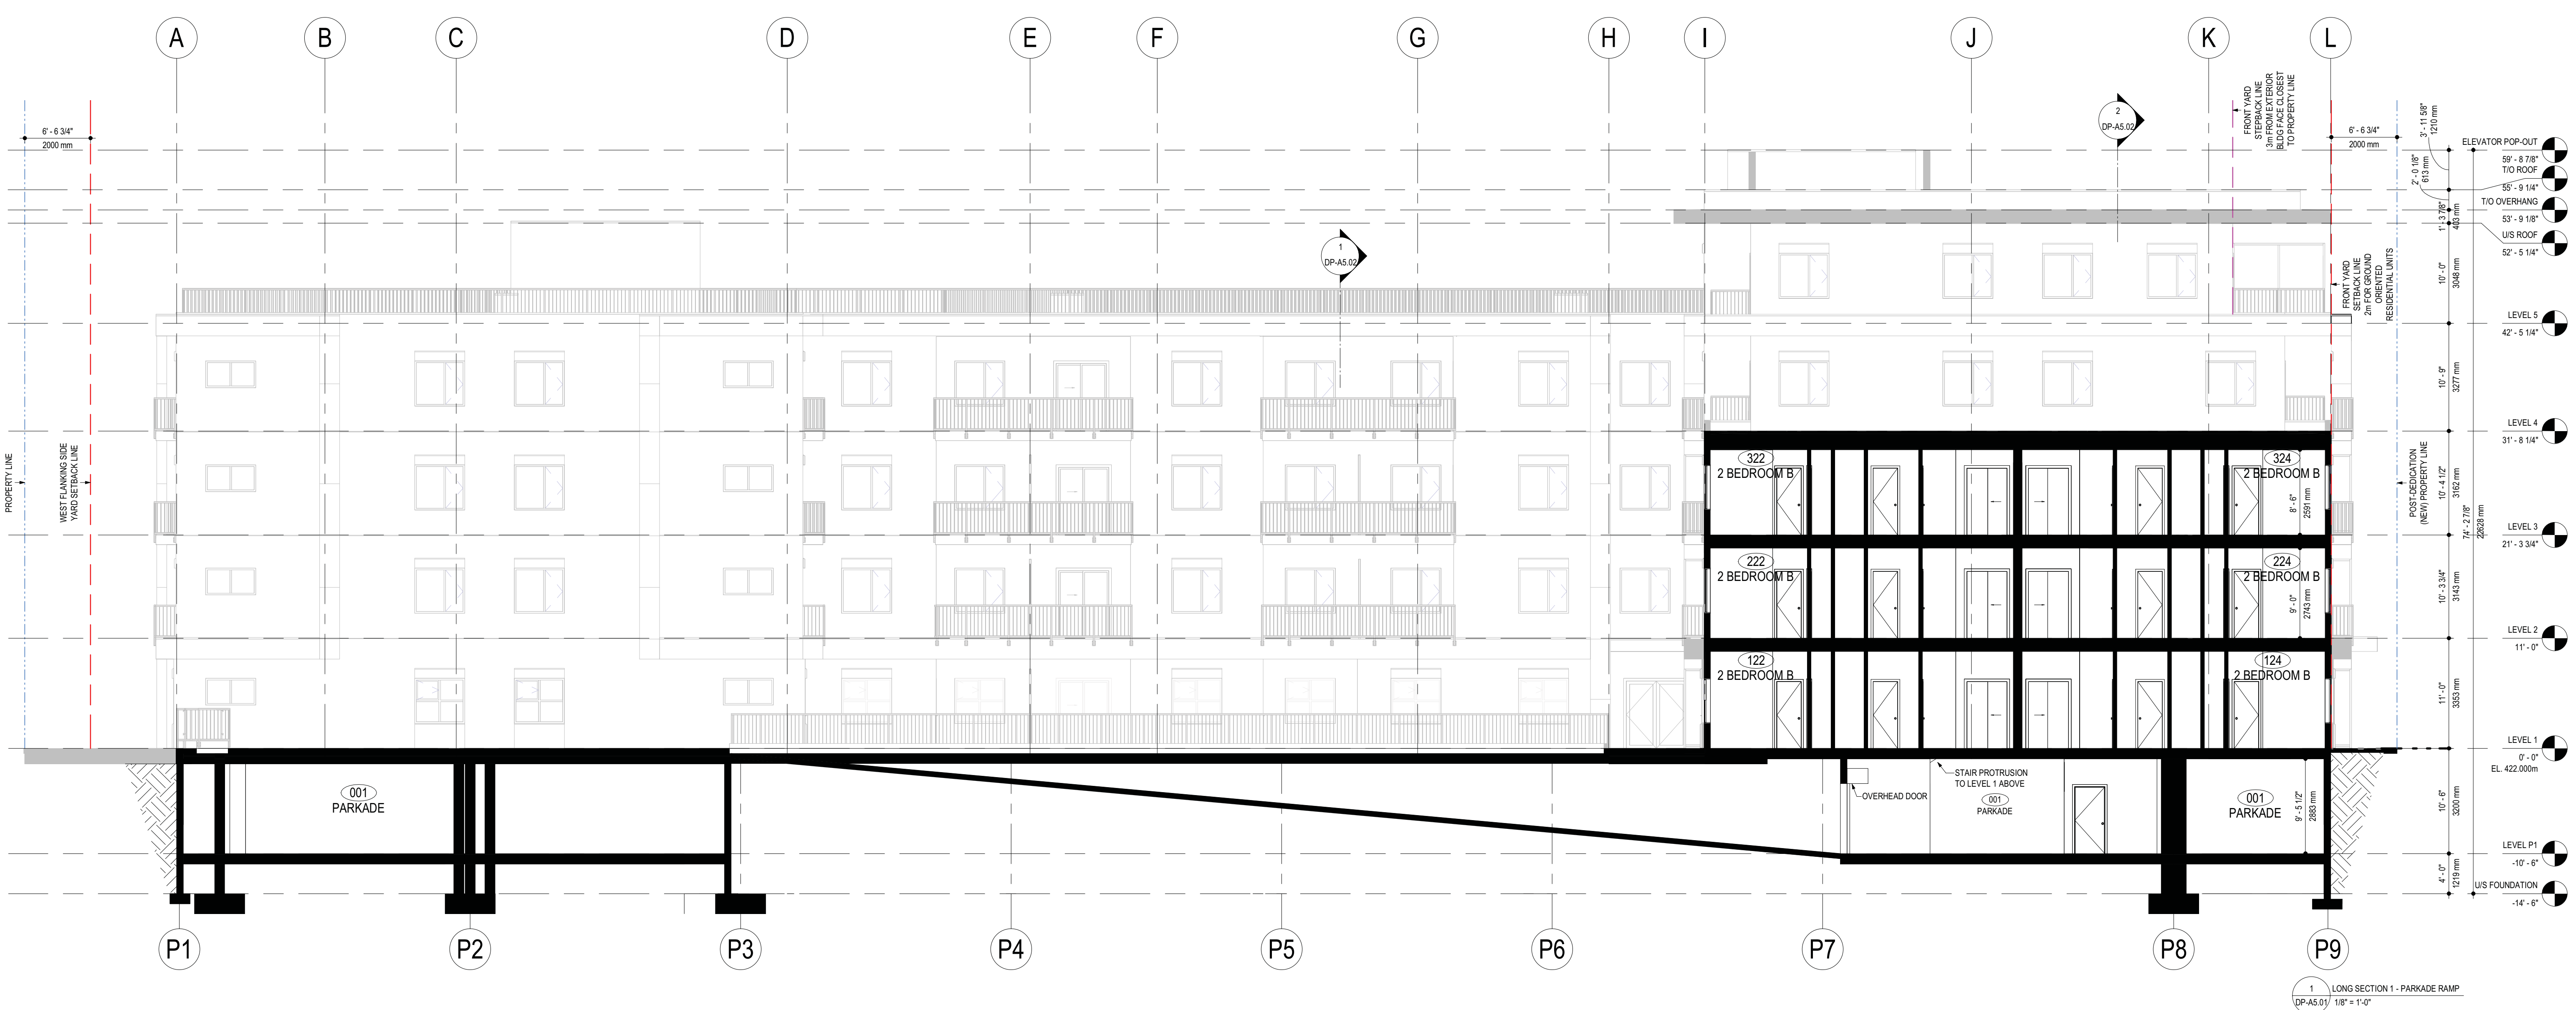 A
B
C
D
E
F
G
H
I
J
K
L
6' - 6 3/4"
2000 mm
PROPERTY LINE
WEST FLANKING SIDE
YARD SETBACK LINE
1
DP-A5.02
2
DP-A5.02
FRONT YARD
STEPBACK LINE
3m FROM EXTERIOR
BLDG FACE CLOSEST
TO PROPERTY LINE
6' - 6 3/4"
2000 mm
FRONT YARD
SETBACK LINE
2m FOR GROUND
ORIENTED
RESIDENTIAL UNITS
POST-DEDICATION
(NEW) PROPERTY LINE
3' - 11 5/8"
1210 mm
2' - 0 1/8"
613 mm
1' - 3 7/8"
403 mm
10' - 0"
3048 mm
10' - 9"
3277 mm
10' - 4 1/2"
3162 mm
10' - 3 3/4"
3143 mm
11' - 0"
3353 mm
10' - 6"
3200 mm
4' - 0"
1219 mm
74' - 2 7/8"
22628 mm
ELEVATOR POP-OUT
59' - 8 7/8"
T/O ROOF
55' - 9 1/4"
T/O OVERHANG
53' - 9 1/8"
U/S ROOF
52' - 5 1/4"
LEVEL 5
42' - 5 1/4"
LEVEL 4
31' - 8 1/4"
LEVEL 3
21' - 3 3/4"
LEVEL 2
11' - 0"
LEVEL 1
0' - 0"
EL. 422.000m
LEVEL P1
-10' - 6"
U/S FOUNDATION
-14' - 6"
322
2 BEDROOM B
324
2 BEDROOM B
8' - 6"
2591 mm
222
2 BEDROOM B
224
2 BEDROOM B
9' - 0"
2743 mm
122
2 BEDROOM B
124
2 BEDROOM B
001
PARKADE
OVERHEAD DOOR
STAIR PROTRUSION
TO LEVEL 1 ABOVE
001
PARKADE
001
PARKADE
9' - 5 1/2"
2883 mm
P1
P2
P3
P4
P5
P6
P7
P8
P9
1
DP-A5.01
LONG SECTION 1 - PARKADE RAMP
1/8" = 1'-0"